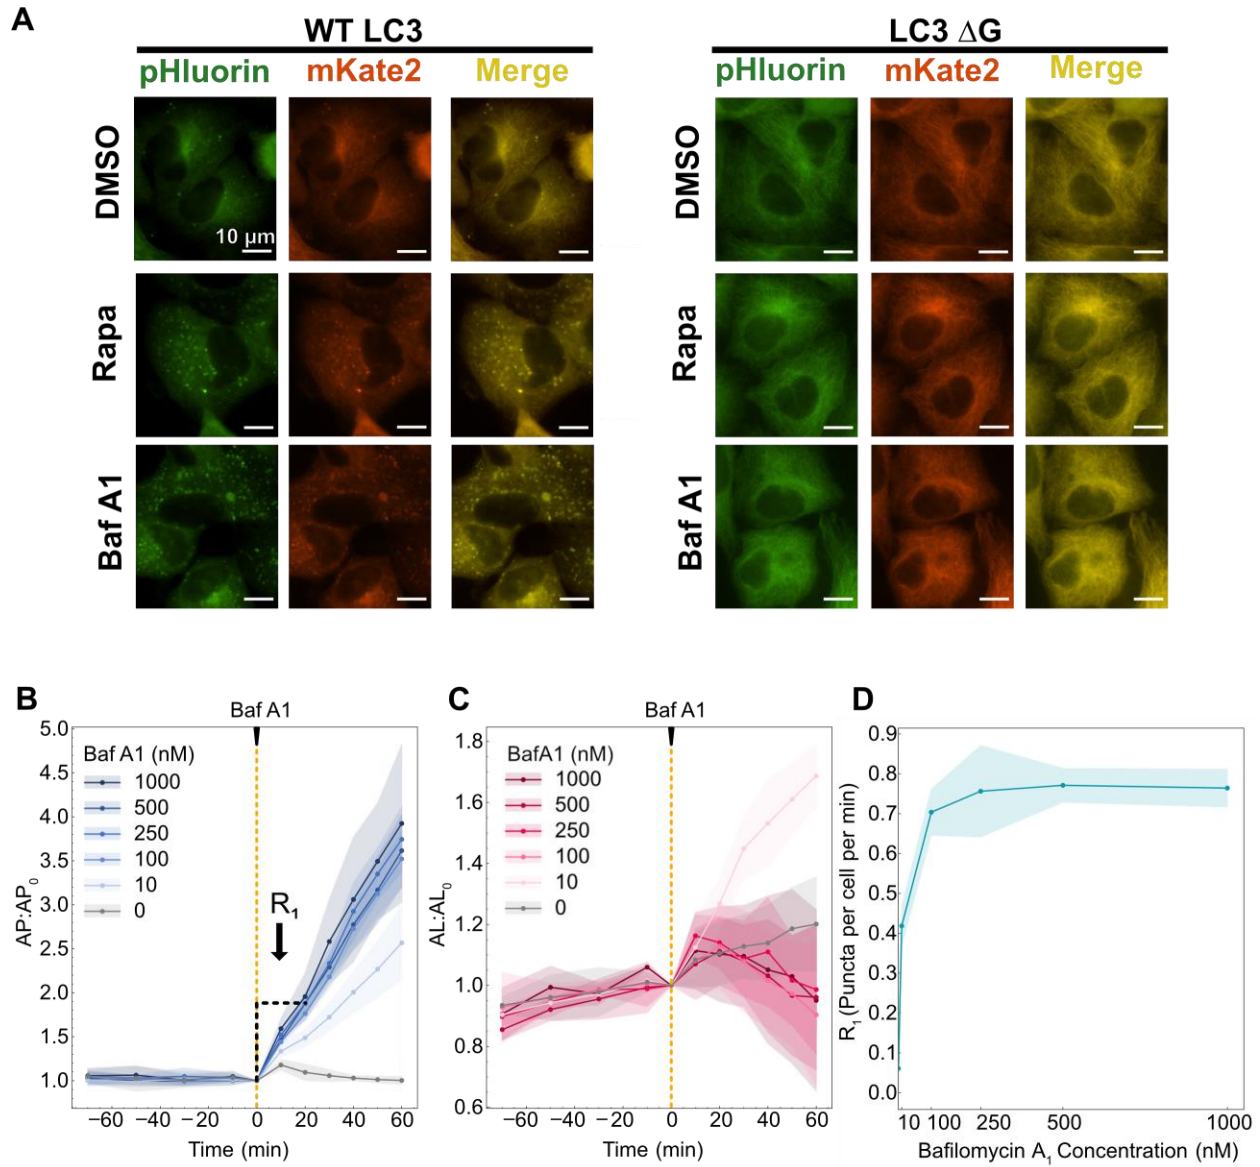 A
WT LC3
LC3 ΔG
pHluorin mKate2 Merge
pHluorin mKate2 Merge
DMSO
10 μm
DMSO
Rapa
Rapa
Baf A1
Baf A1
B
Baf A1
5.0
4.5
4.0
3.5
3.0
2.5
2.0
1.5
1.0
AP:AP₀
Baf A1 (nM)
1000
500
250
100
10
0
R₁
−60 −40 −20 0 20 40 60
Time (min)
C
Baf A1
1.8
1.6
1.4
1.2
1.0
0.8
0.6
AL:AL₀
BafA1 (nM)
1000
500
250
100
10
0
−60 −40 −20 0 20 40 60
Time (min)
D
0.9
0.8
0.7
0.6
0.5
0.4
0.3
0.2
0.1
0.0
R₁ (Puncta per cell per min)
10 100 250 500 1000
Bafilomycin A₁ Concentration (nM)